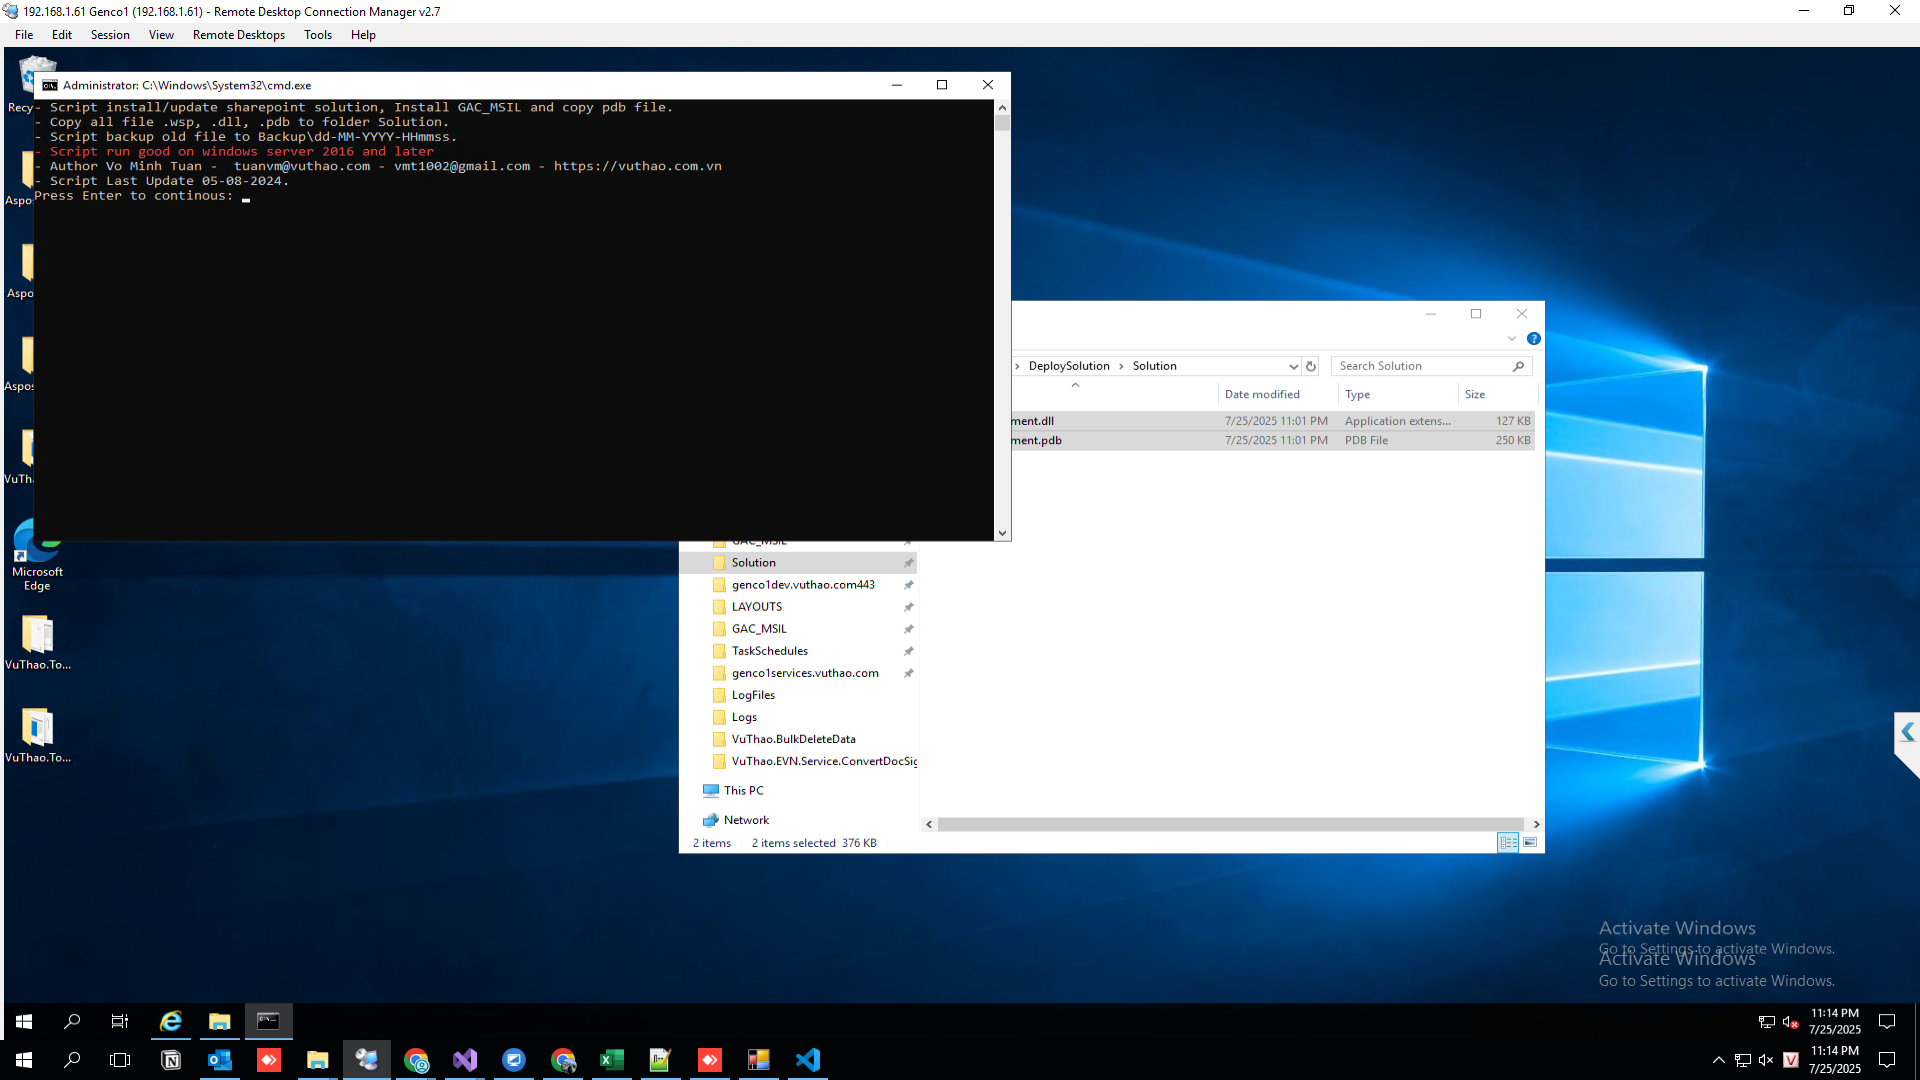 192.168.1.61 Genco1 (192.168.1.61) - Remote Desktop Connection Manager v2.7
File Edit Session View Remote Desktops Tools Help
Administrator: C:\Windows\System32\cmd.exe
- Script install/update sharepoint solution, Install GAC_MSIL and copy pdb file.
- Copy all file .wsp, .dll, .pdb to folder Solution.
- Script backup old file to Backup\dd-MM-YYYY-HHmmss.
- Script run good on windows server 2016 and later
- Author Vo Minh Tuan -  tuanvm@vuthao.com - vmt1002@gmail.com - https://vuthao.com.vn
- Script Last Update 05-08-2024.
Press Enter to continous:
Recy
Aspo
Aspo
Aspos
VuTh
Microsoft
Edge
VuThao.To...
VuThao.To...
DeploySolution > Solution
Search Solution
Date modified Type Size
ment.dll 7/25/2025 11:01 PM Application extens... 127 KB
ment.pdb 7/25/2025 11:01 PM PDB File 250 KB
GAC_MSIL
Solution
genco1dev.vuthao.com443
LAYOUTS
GAC_MSIL
TaskSchedules
genco1services.vuthao.com
LogFiles
Logs
VuThao.BulkDeleteData
VuThao.EVN.Service.ConvertDocSig
This PC
Network
2 items 2 items selected 376 KB
Activate Windows
Go to Settings to activate Windows.
Activate Windows
Go to Settings to activate Windows.
11:14 PM
7/25/2025
11:14 PM
7/25/2025